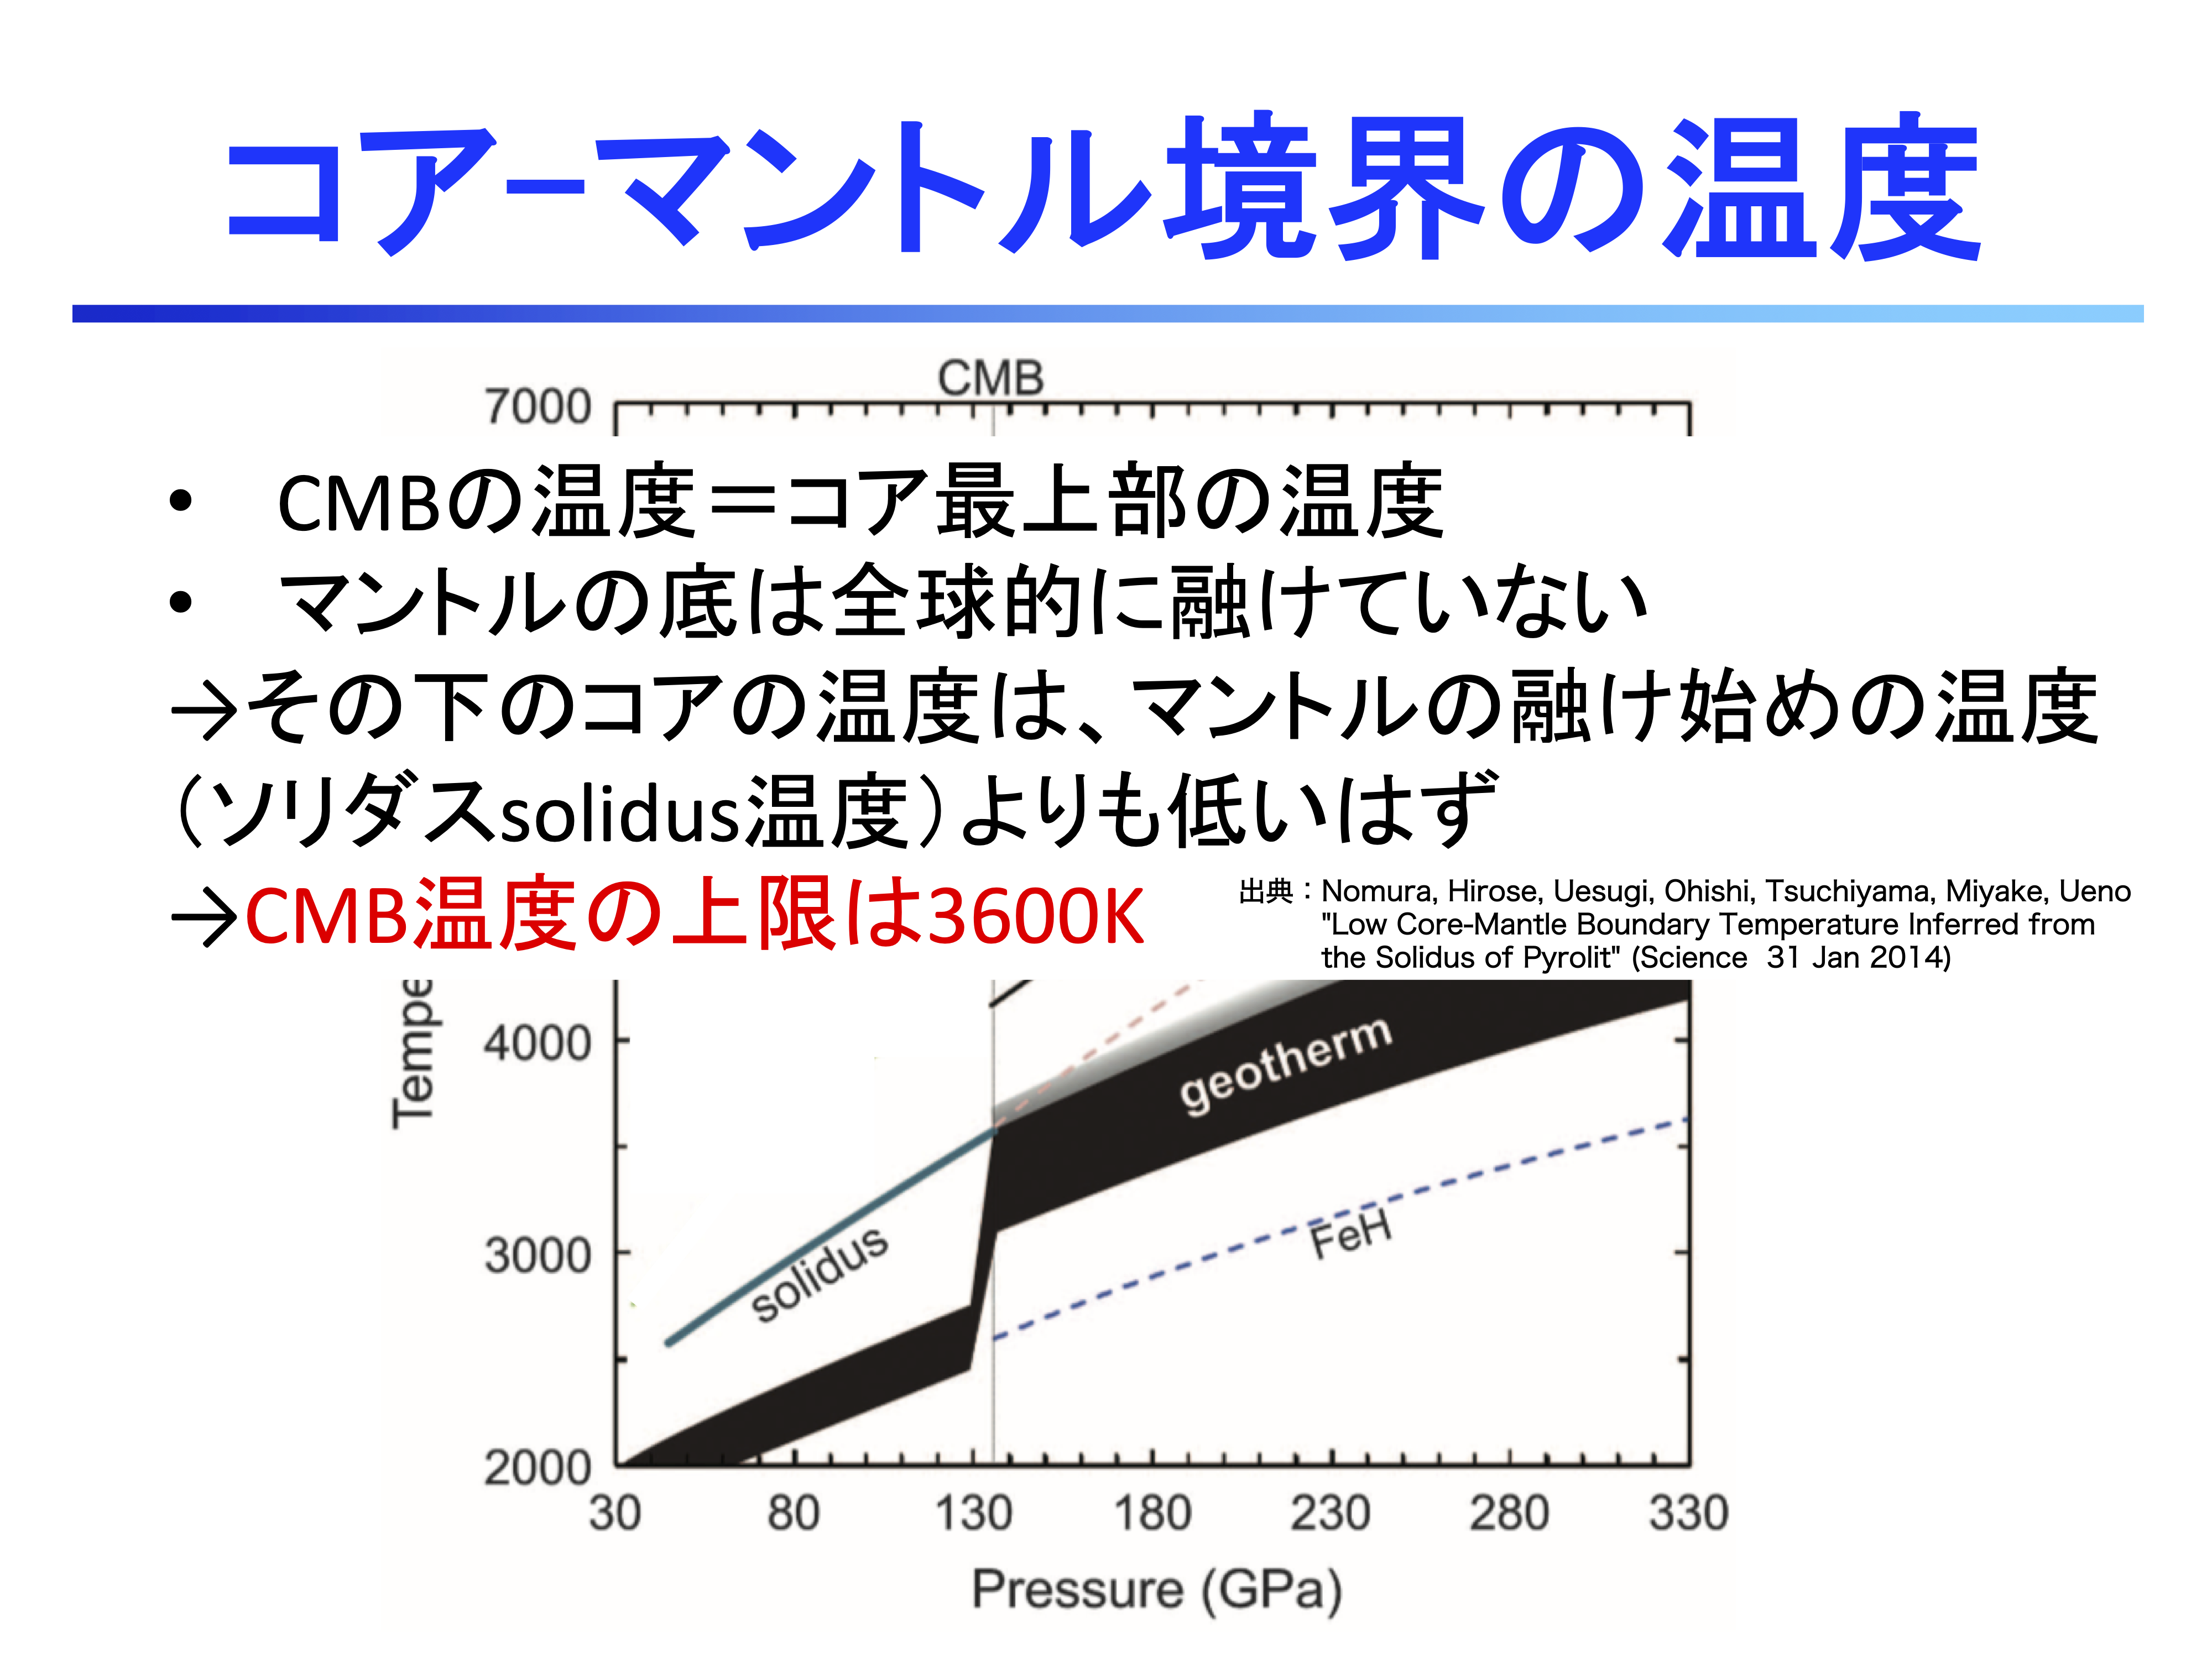 コア−マントル境界の温度
CMB
7000
• CMBの温度＝コア最上部の温度
• マントルの底は全球的に融けていない
→その下のコアの温度は、マントルの融け始めの温度
（ソリダスsolidus温度）よりも低いはず
→CMB温度の上限は3600K
出典：Nomura, Hirose, Uesugi, Ohishi, Tsuchiyama, Miyake, Ueno
"Low Core-Mantle Boundary Temperature Inferred from
the Solidus of Pyrolit" (Science 31 Jan 2014)
Tempe
4000
geotherm
3000
solidus
FeH
2000
30 80 130 180 230 280 330
Pressure (GPa)